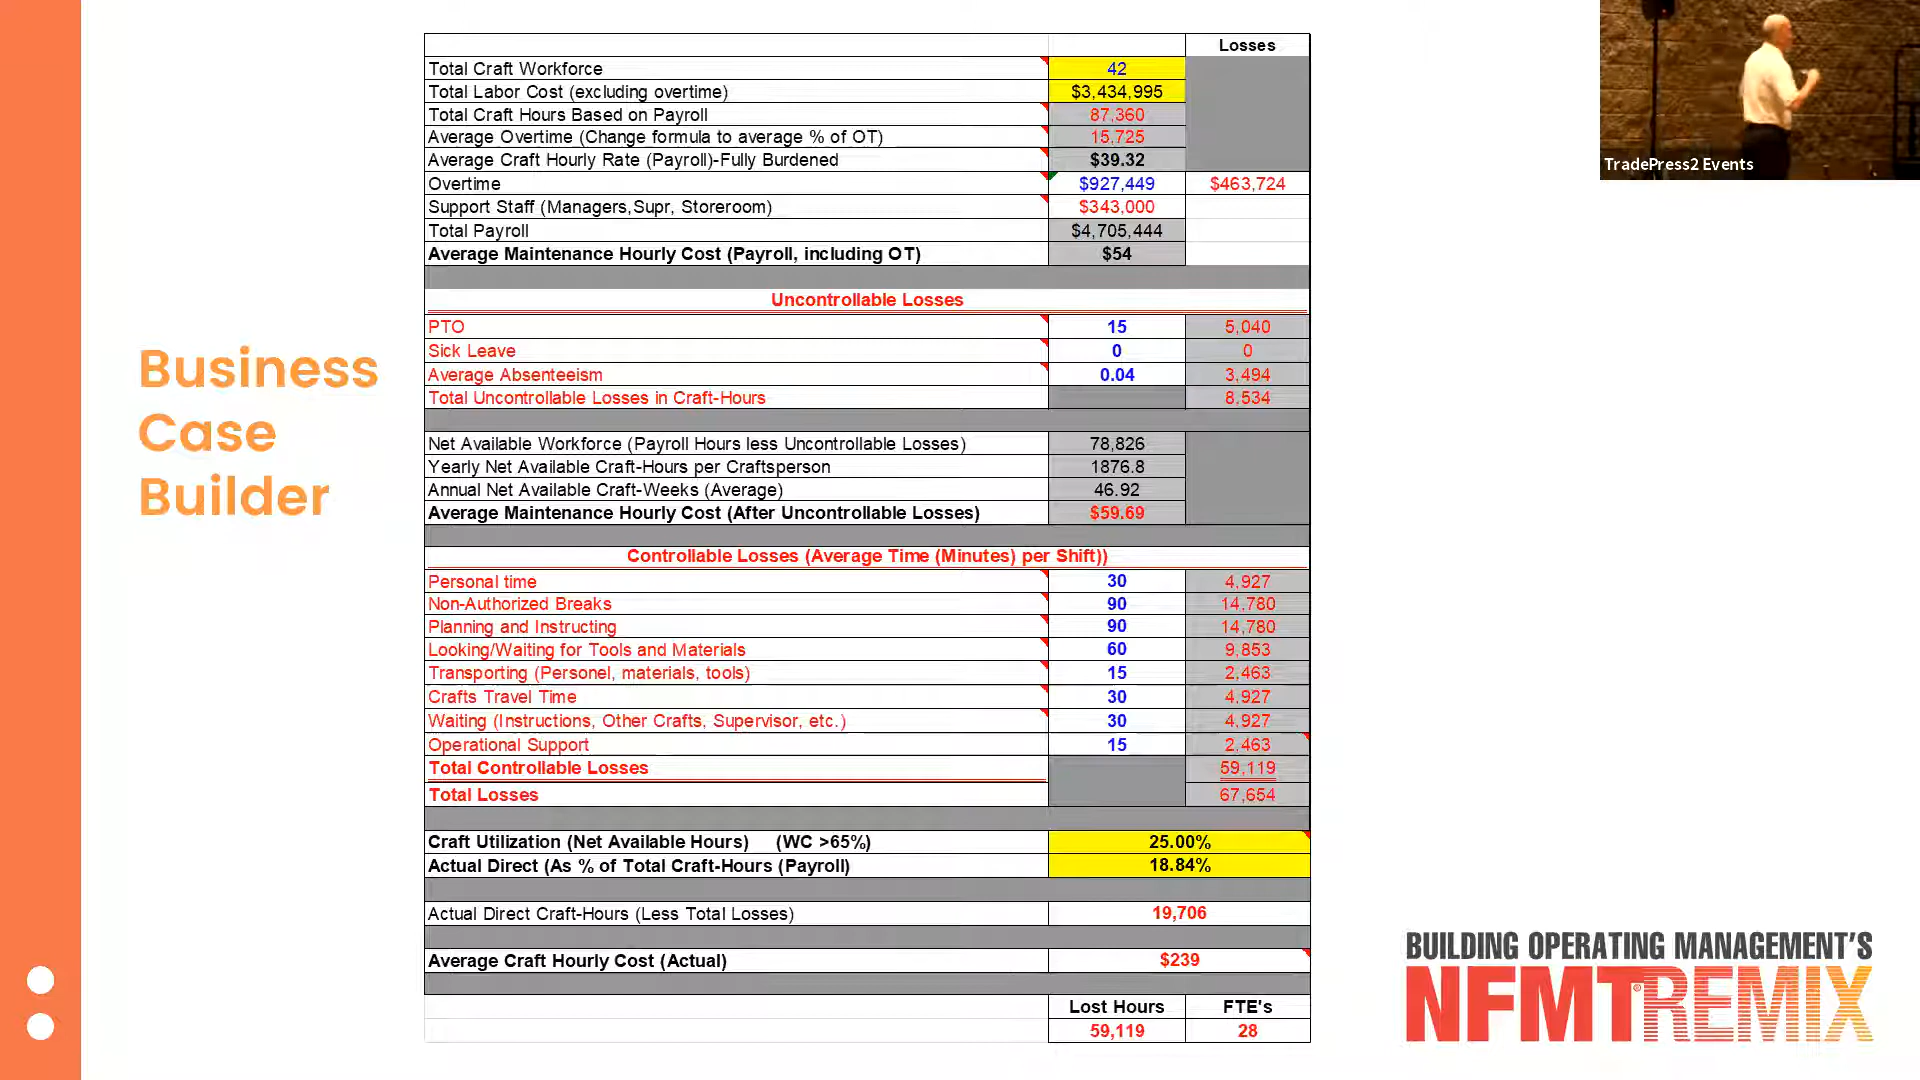 Losses
Total Craft Workforce 42
Total Labor Cost (excluding overtime) $3,434,995
Total Craft Hours Based on Payroll 87,360
Average Overtime (Change formula to average % of OT) 15,725
Average Craft Hourly Rate (Payroll)-Fully Burdened $39.32
Overtime $927,449 $463,724
Support Staff (Managers,Supr, Storeroom) $343,000
Total Payroll $4,705,444
Average Maintenance Hourly Cost (Payroll, including OT) $54
Uncontrollable Losses
PTO 15 5,040
Sick Leave 0 0
Average Absenteeism 0.04 3,494
Total Uncontrollable Losses in Craft-Hours 8,534
Net Available Workforce (Payroll Hours less Uncontrollable Losses) 78,826
Yearly Net Available Craft-Hours per Craftsperson 1876.8
Annual Net Available Craft-Weeks (Average) 46.92
Average Maintenance Hourly Cost (After Uncontrollable Losses) $59.69
Controllable Losses (Average Time (Minutes) per Shift))
Personal time 30 4,927
Non-Authorized Breaks 90 14,780
Planning and Instructing 90 14,780
Looking/Waiting for Tools and Materials 60 9,853
Transporting (Personel, materials, tools) 15 2,463
Crafts Travel Time 30 4,927
Waiting (Instructions, Other Crafts, Supervisor, etc.) 30 4,927
Operational Support 15 2,463
Total Controllable Losses 59,119
Total Losses 67,654
Craft Utilization (Net Available Hours) (WC >65%) 25.00%
Actual Direct (As % of Total Craft-Hours (Payroll) 18.84%
Actual Direct Craft-Hours (Less Total Losses) 19,706
Average Craft Hourly Cost (Actual) $239
Lost Hours FTE's
59,119 28
Business
Case
Builder
TradePress2 Events
BUILDING OPERATING MANAGEMENT'S
NFMT®REMIX